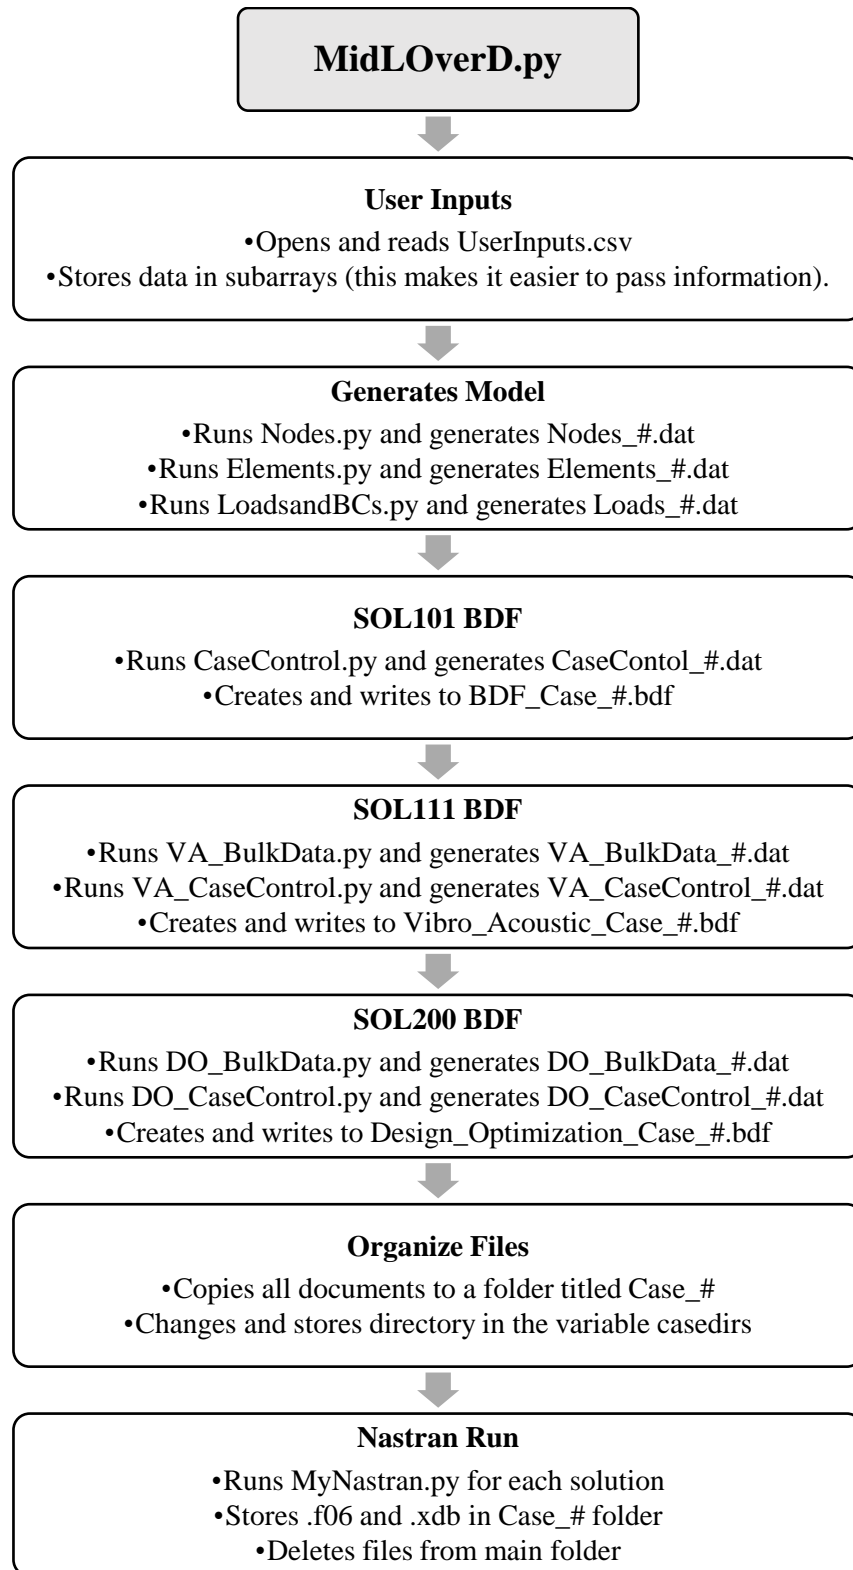 MidLOverD.py
User Inputs
•Opens and reads UserInputs.csv
•Stores data in subarrays (this makes it easier to pass information).
Generates Model
•Runs Nodes.py and generates Nodes_#.dat
•Runs Elements.py and generates Elements_#.dat
•Runs LoadsandBCs.py and generates Loads_#.dat
SOL101 BDF
•Runs CaseControl.py and generates CaseContol_#.dat
•Creates and writes to BDF_Case_#.bdf
SOL111 BDF
•Runs VA_BulkData.py and generates VA_BulkData_#.dat
•Runs VA_CaseControl.py and generates VA_CaseControl_#.dat
•Creates and writes to Vibro_Acoustic_Case_#.bdf
SOL200 BDF
•Runs DO_BulkData.py and generates DO_BulkData_#.dat
•Runs DO_CaseControl.py and generates DO_CaseControl_#.dat
•Creates and writes to Design_Optimization_Case_#.bdf
Organize Files
•Copies all documents to a folder titled Case_#
•Changes and stores directory in the variable casedirs
Nastran Run
•Runs MyNastran.py for each solution
•Stores .f06 and .xdb in Case_# folder
•Deletes files from main folder